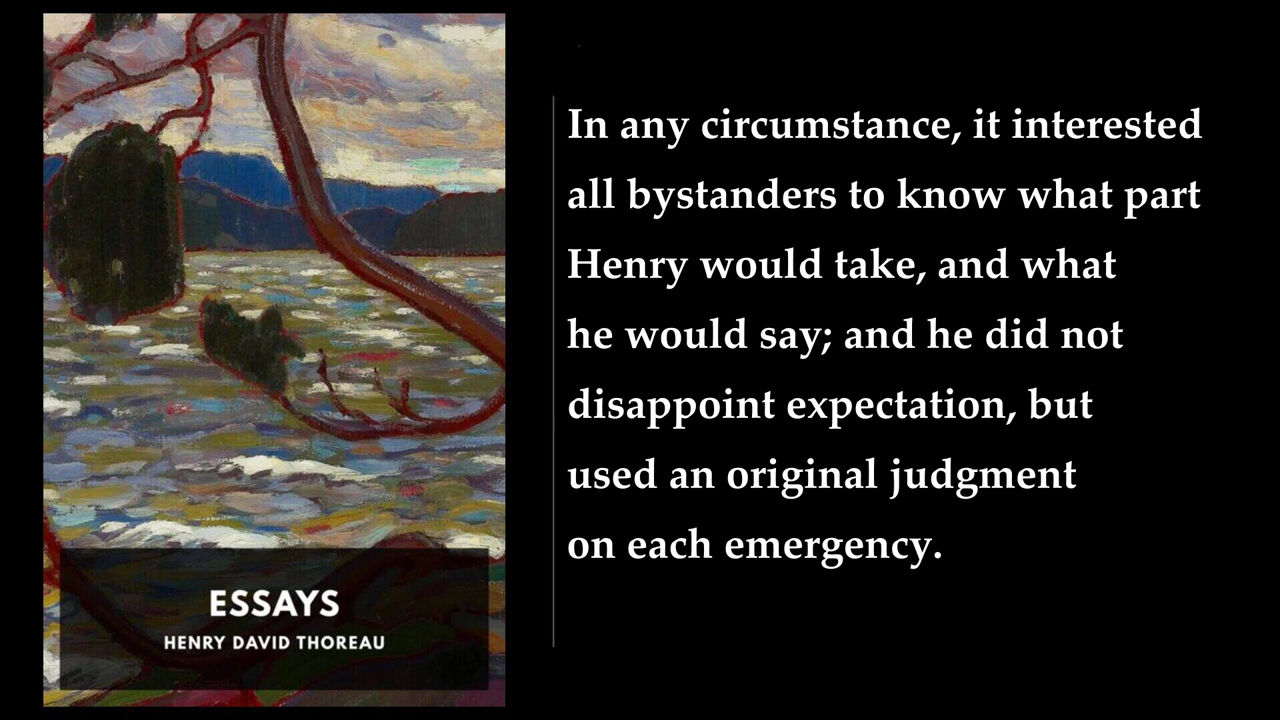 ESSAYS
HENRY DAVID THOREAU
In any circumstance, it interested
all bystanders to know what part
Henry would take, and what
he would say; and he did not
disappoint expectation, but
used an original judgment
on each emergency.